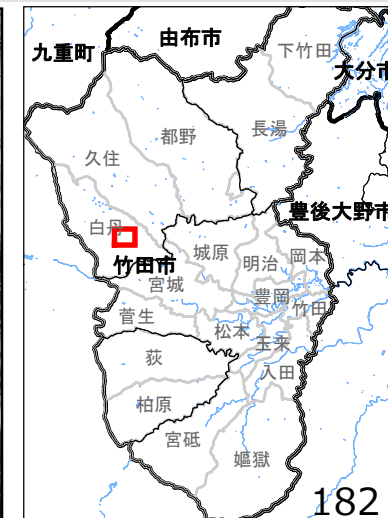 由布市
九重町
下竹田
大分市
都野
長湯
久住
豊後大野市
白丹
城原
岡本
明治
竹田市
宮城
豊岡
竹田
菅生
松本
玉来
荻
入田
柏原
宮砥
嫗獄
182